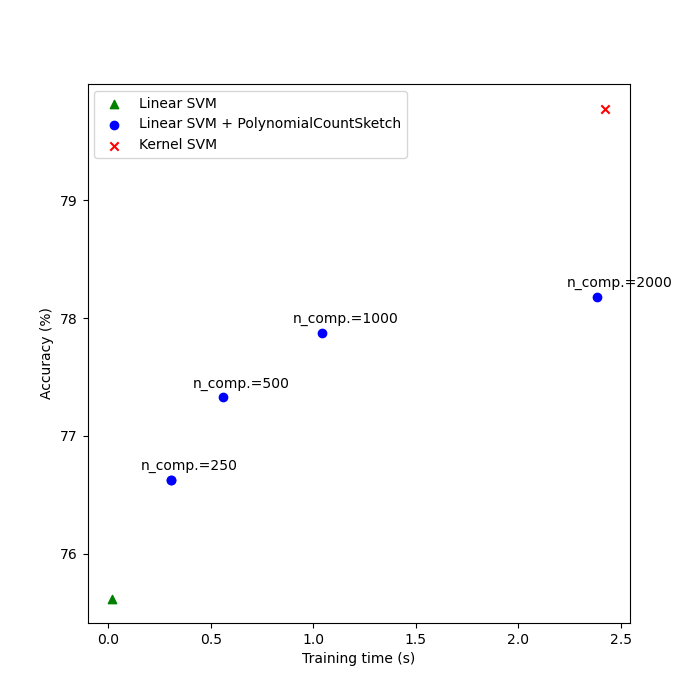 Linear SVM
Linear SVM + PolynomialCountSketch
Kernel SVM
79
78
77
76
Accuracy (%)
n_comp.=2000
n_comp.=1000
n_comp.=500
n_comp.=250
0.0 0.5 1.0 1.5 2.0 2.5
Training time (s)